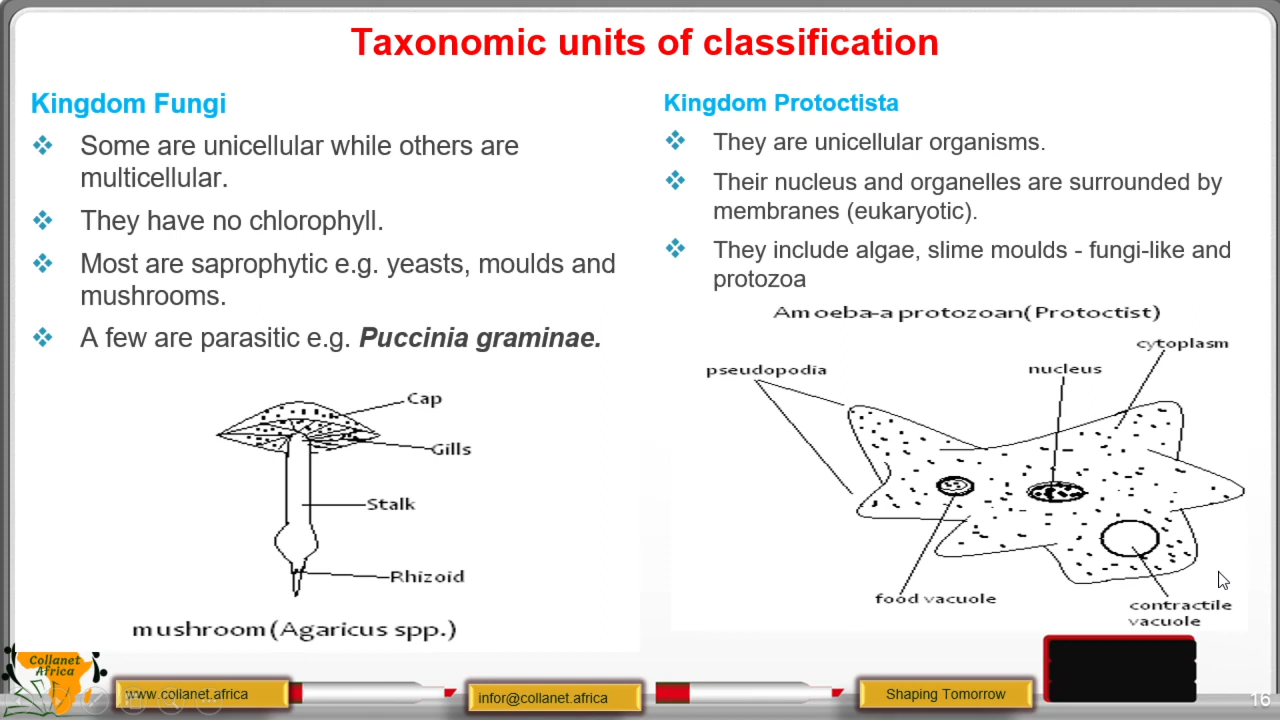 Taxonomic units of classification
Kingdom Fungi
Some are unicellular while others are
multicellular.
They have no chlorophyll.
Most are saprophytic e.g. yeasts, moulds and
mushrooms.
A few are parasitic e.g. Puccinia graminae.
Cap
Gills
Stalk
Rhizoid
mushroom(Agaricus spp.)
Kingdom Protoctista
They are unicellular organisms.
Their nucleus and organelles are surrounded by
membranes (eukaryotic).
They include algae, slime moulds - fungi-like and
protozoa
Amoeba-a protozoan(Protoctist)
cytoplasm
nucleus
pseudopodia
food vacuole
contractile
vacuole
Collanet
Africa
www.collanet.africa
infor@collanet.africa
Shaping Tomorrow
16